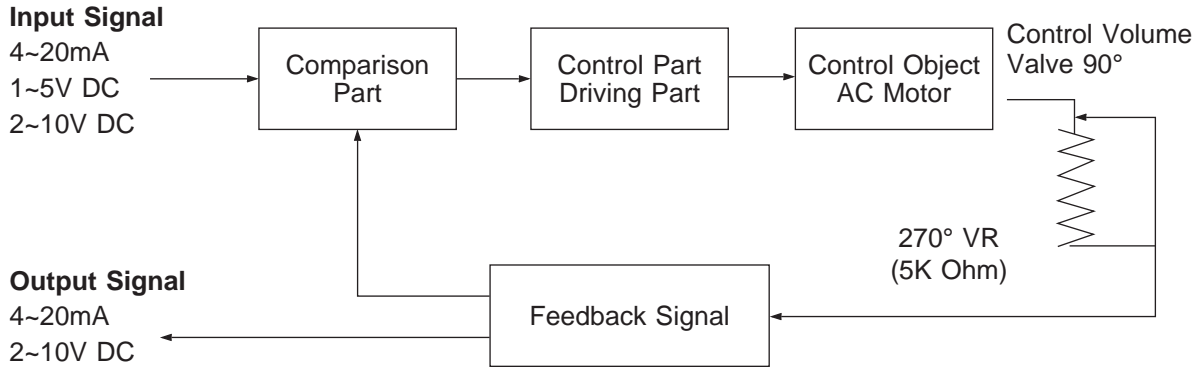 Input Signal
4~20mA
1~5V DC
2~10V DC
Comparison
Part
Control Part
Driving Part
Control Object
AC Motor
Control Volume
Valve 90°
270° VR
(5K Ohm)
Output Signal
4~20mA
2~10V DC
Feedback Signal